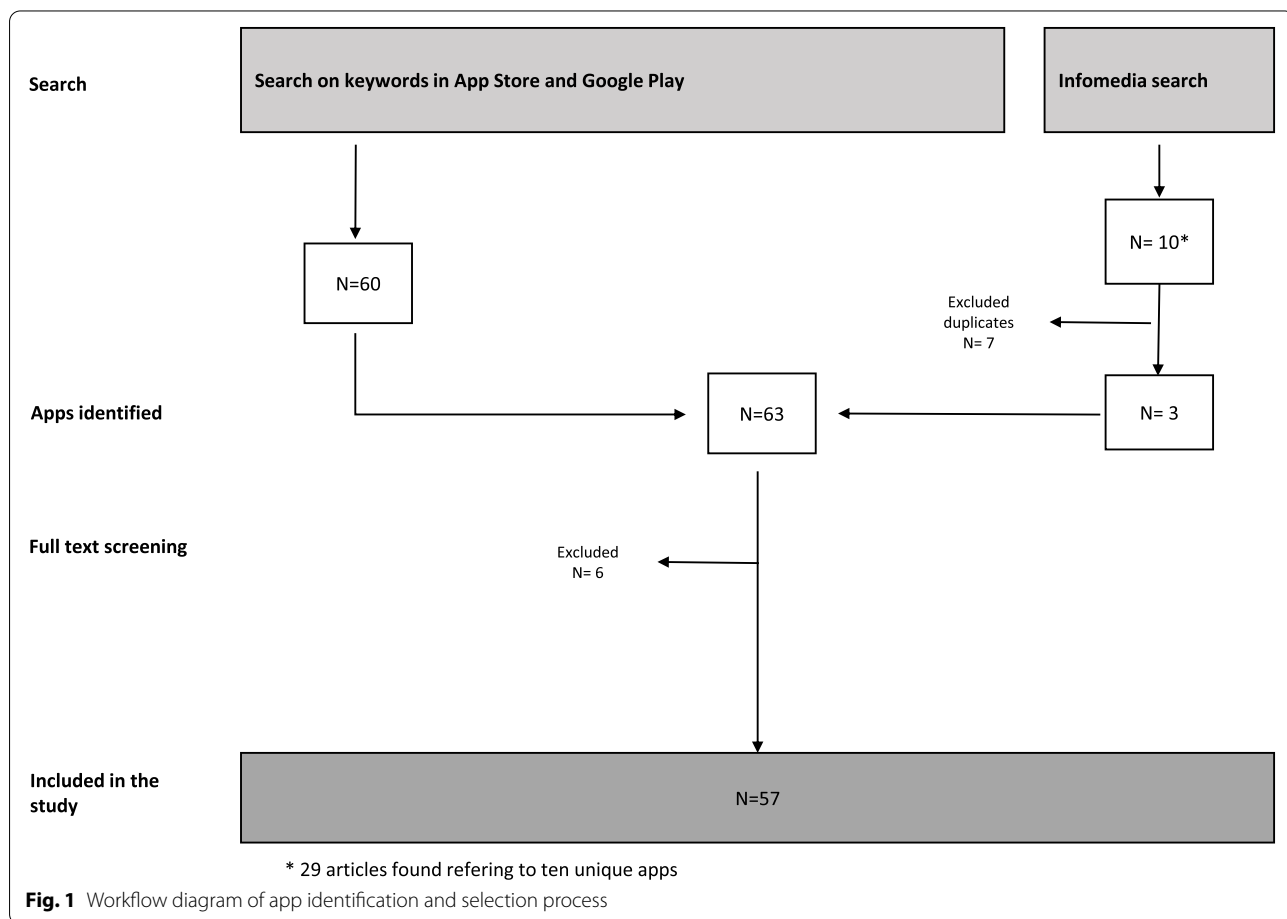 Search
Search on keywords in App Store and Google Play
Infomedia search
N=60
N= 10*
Excluded
duplicates
N= 7
Apps identified
N=63
N= 3
Full text screening
Excluded
N= 6
Included in the
study
N=57
* 29 articles found refering to ten unique apps
Fig. 1 Workflow diagram of app identification and selection process